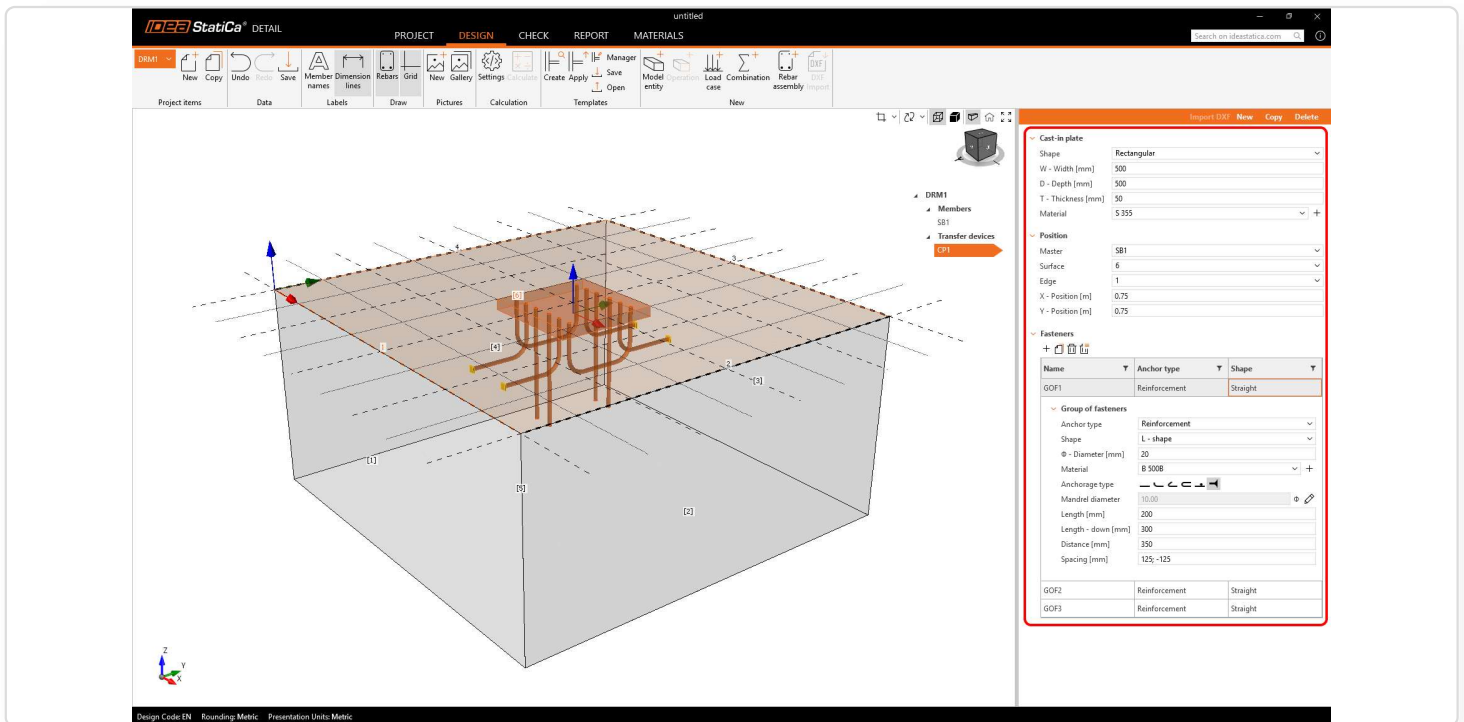 untitled
IDEA StatiCa® DETAIL
PROJECT DESIGN CHECK REPORT MATERIALS
Search on ideastatica.com
DRM1
New Copy Undo Redo Save Member names Dimension lines Rebars Grid New Gallery Settings Calculate Create Apply Manager Save Open Model entity Operation Load case Combination Rebar assembly DXF Import
DXF
Project items Data Labels Draw Pictures Calculation Templates New
Import DXF New Copy Delete
DRM1
Members
SB1
Transfer devices
CP1
4
3
[6]
1
[4]
2
[3]
[1]
[5]
[2]
Z
Y
X
Cast-in plate
Shape Rectangular
W - Width [mm] 500
D - Depth [mm] 500
T - Thickness [mm] 50
Material S 355
Position
Master SB1
Surface 6
Edge 1
X - Position [m] 0.75
Y - Position [m] 0.75
Fasteners
Name Anchor type Shape
GOF1 Reinforcement Straight
Group of fasteners
Anchor type Reinforcement
Shape L - shape
Φ - Diameter [mm] 20
Material B 500B
Anchorage type
Mandrel diameter 10.00 Φ
Length [mm] 200
Length - down [mm] 300
Distance [mm] 350
Spacing [mm] 125; -125
GOF2 Reinforcement Straight
GOF3 Reinforcement Straight
Design Code: EN Rounding: Metric Presentation Units: Metric